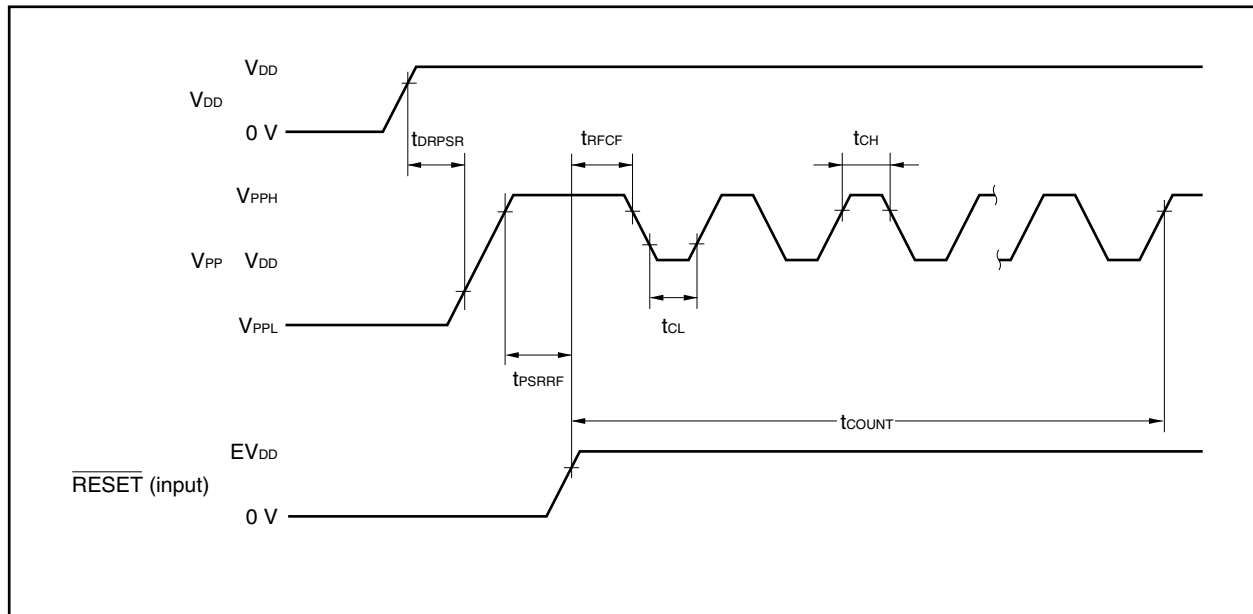 VDD
VDD
0 V
tDRPSR
tRFCF
tCH
VPPH
VPP VDD
VPPL
tCL
tPSRRF
tCOUNT
EVDD
RESET (input)
0 V